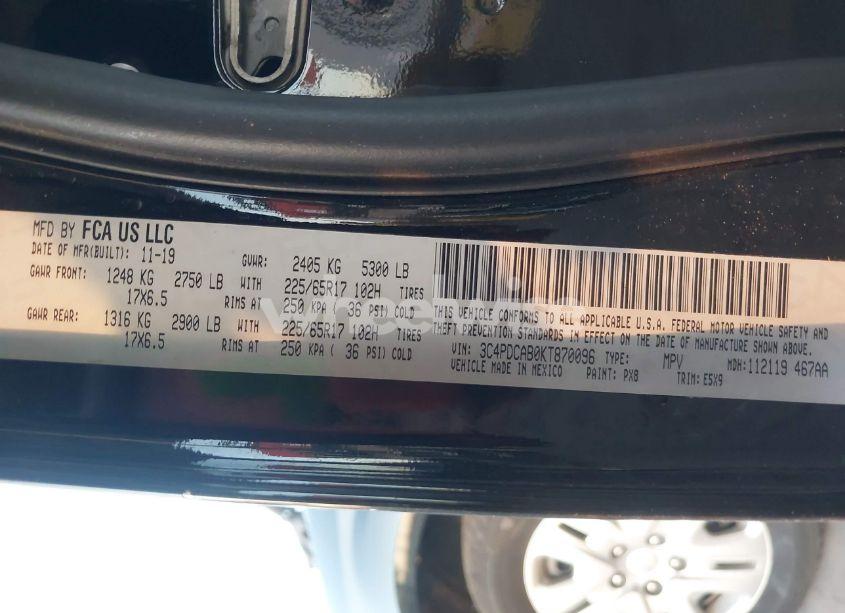 MFD BY FCA US LLC
DATE OF MFR(BUILT): 11-19 GVWR: 2405 KG 5300 LB
GAWR FRONT: 1248 KG 2750 LB WITH 225/65R17 102H TIRES
17X6.5 RIMS AT 250 KPA ( 36 PSI) COLD
GAWR REAR: 1316 KG 2900 LB WITH 225/65R17 102H TIRES
17X6.5 RIMS AT 250 KPA ( 36 PSI) COLD
THIS VEHICLE CONFORMS TO ALL APPLICABLE U.S.A. FEDERAL MOTOR VEHICLE SAFETY AND
THEFT PREVENTION STANDARDS IN EFFECT ON THE DATE OF MANUFACTURE SHOWN ABOVE.
VIN: 3C4PDCAB0KT870096 TYPE: MPV MDH: 112119 467AA
VEHICLE MADE IN MEXICO PAINT: PX8 TRIM: E5X9